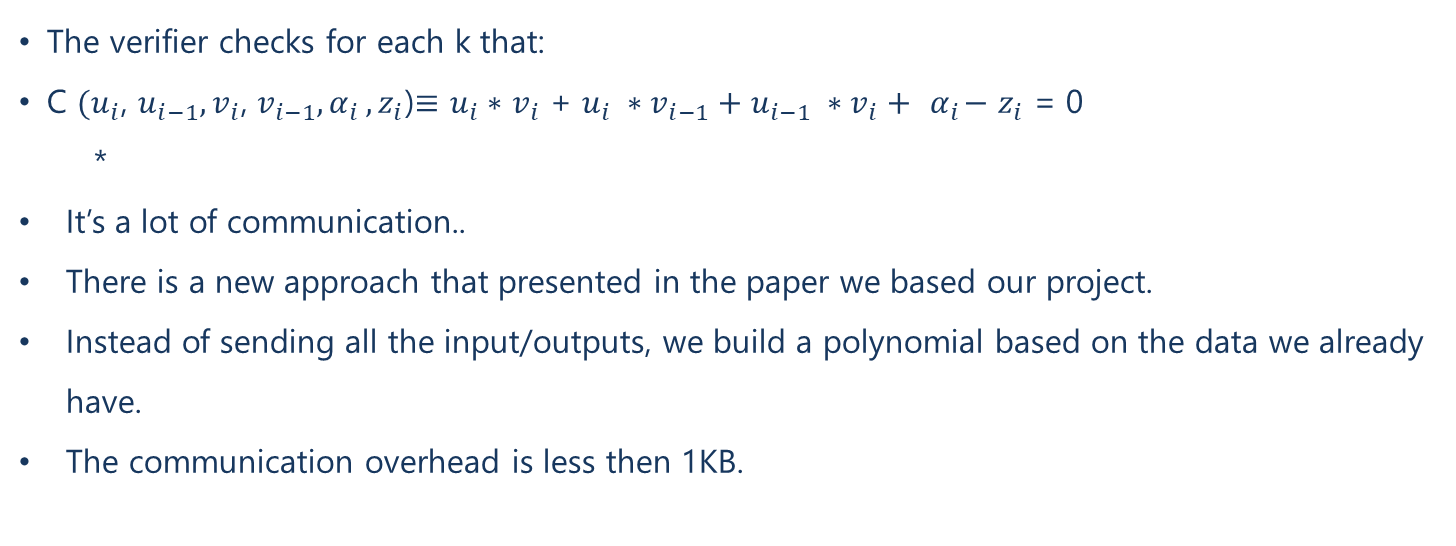 • The verifier checks for each k that:
• C (𝑢ᵢ, 𝑢ᵢ₋₁, 𝑣ᵢ, 𝑣ᵢ₋₁, 𝛼ᵢ , 𝑧ᵢ)≡ 𝑢ᵢ ∗ 𝑣ᵢ + 𝑢ᵢ ∗ 𝑣ᵢ₋₁ + 𝑢ᵢ₋₁ ∗ 𝑣ᵢ + 𝛼ᵢ − 𝑧ᵢ = 0
*
• It’s a lot of communication..
• There is a new approach that presented in the paper we based our project.
• Instead of sending all the input/outputs, we build a polynomial based on the data we already
have.
• The communication overhead is less then 1KB.